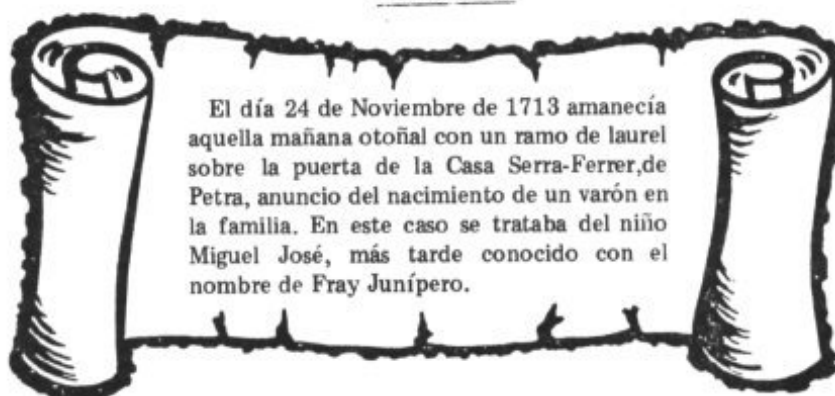 El día 24 de Noviembre de 1713 amanecía
aquella mañana otoñal con un ramo de laurel
sobre la puerta de la Casa Serra-Ferrer,de
Petra, anuncio del nacimiento de un varón en
la familia. En este caso se trataba del niño
Miguel José, más tarde conocido con el
nombre de Fray Junípero.